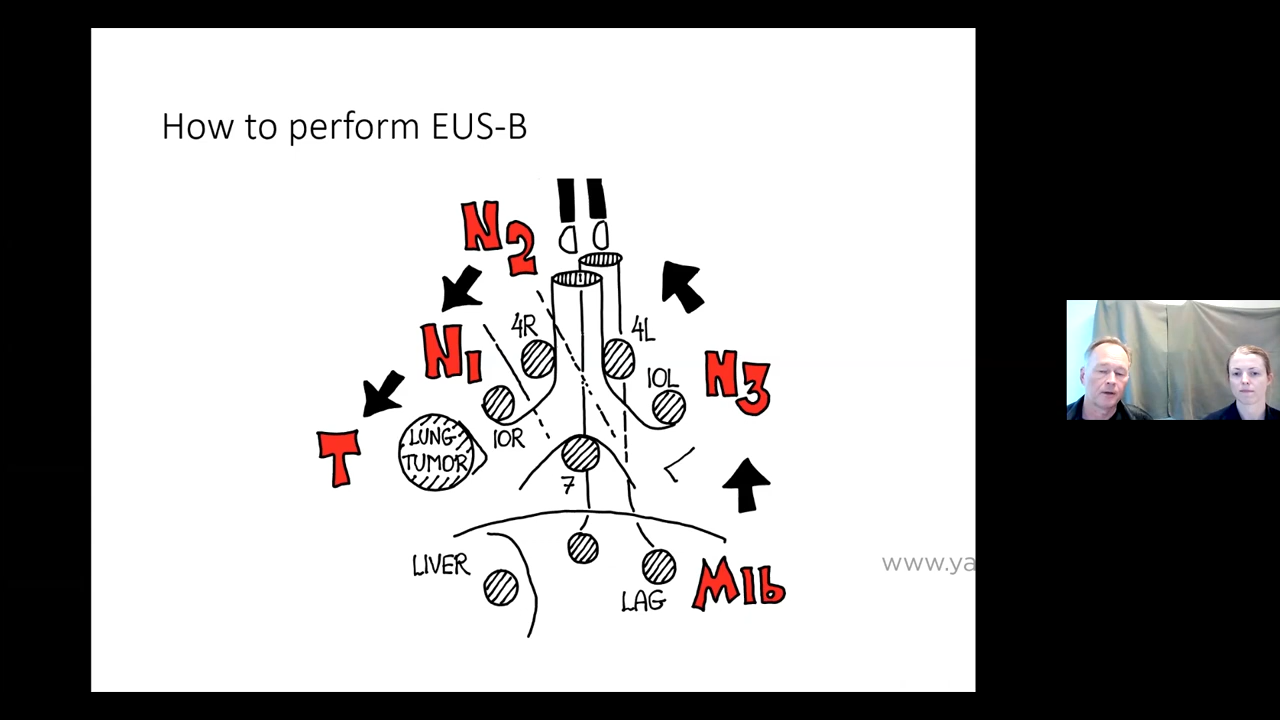 How to perform EUS-B
N2
N1
4R
4L
10L
N3
T
LUNG
TUMOR
10R
7
LIVER
LAG
M1b
www.ya